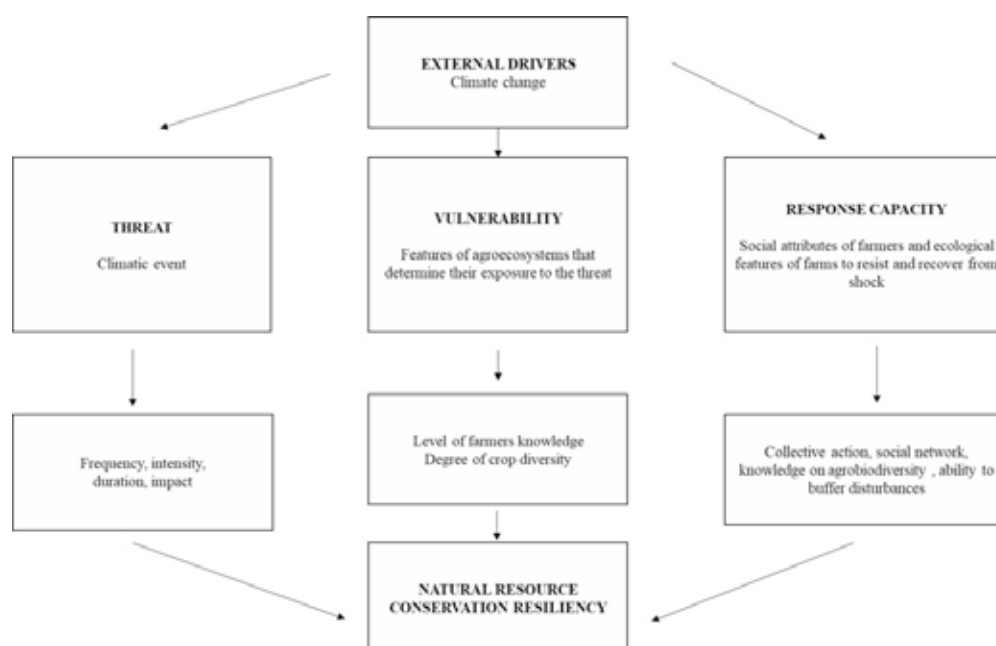 EXTERNAL DRIVERS
Climate change
THREAT
Climatic event
VULNERABILITY
Features of agroecosystems that
determine their exposure to the threat
RESPONSE CAPACITY
Social attributes of farmers and ecological
features of farms to resist and recover from
shock
Frequency, intensity,
duration, impact
Level of farmers knowledge
Degree of crop diversity
Collective action, social network,
knowledge on agrobiodiversity , ability to
buffer disturbances
NATURAL RESOURCE
CONSERVATION RESILIENCY